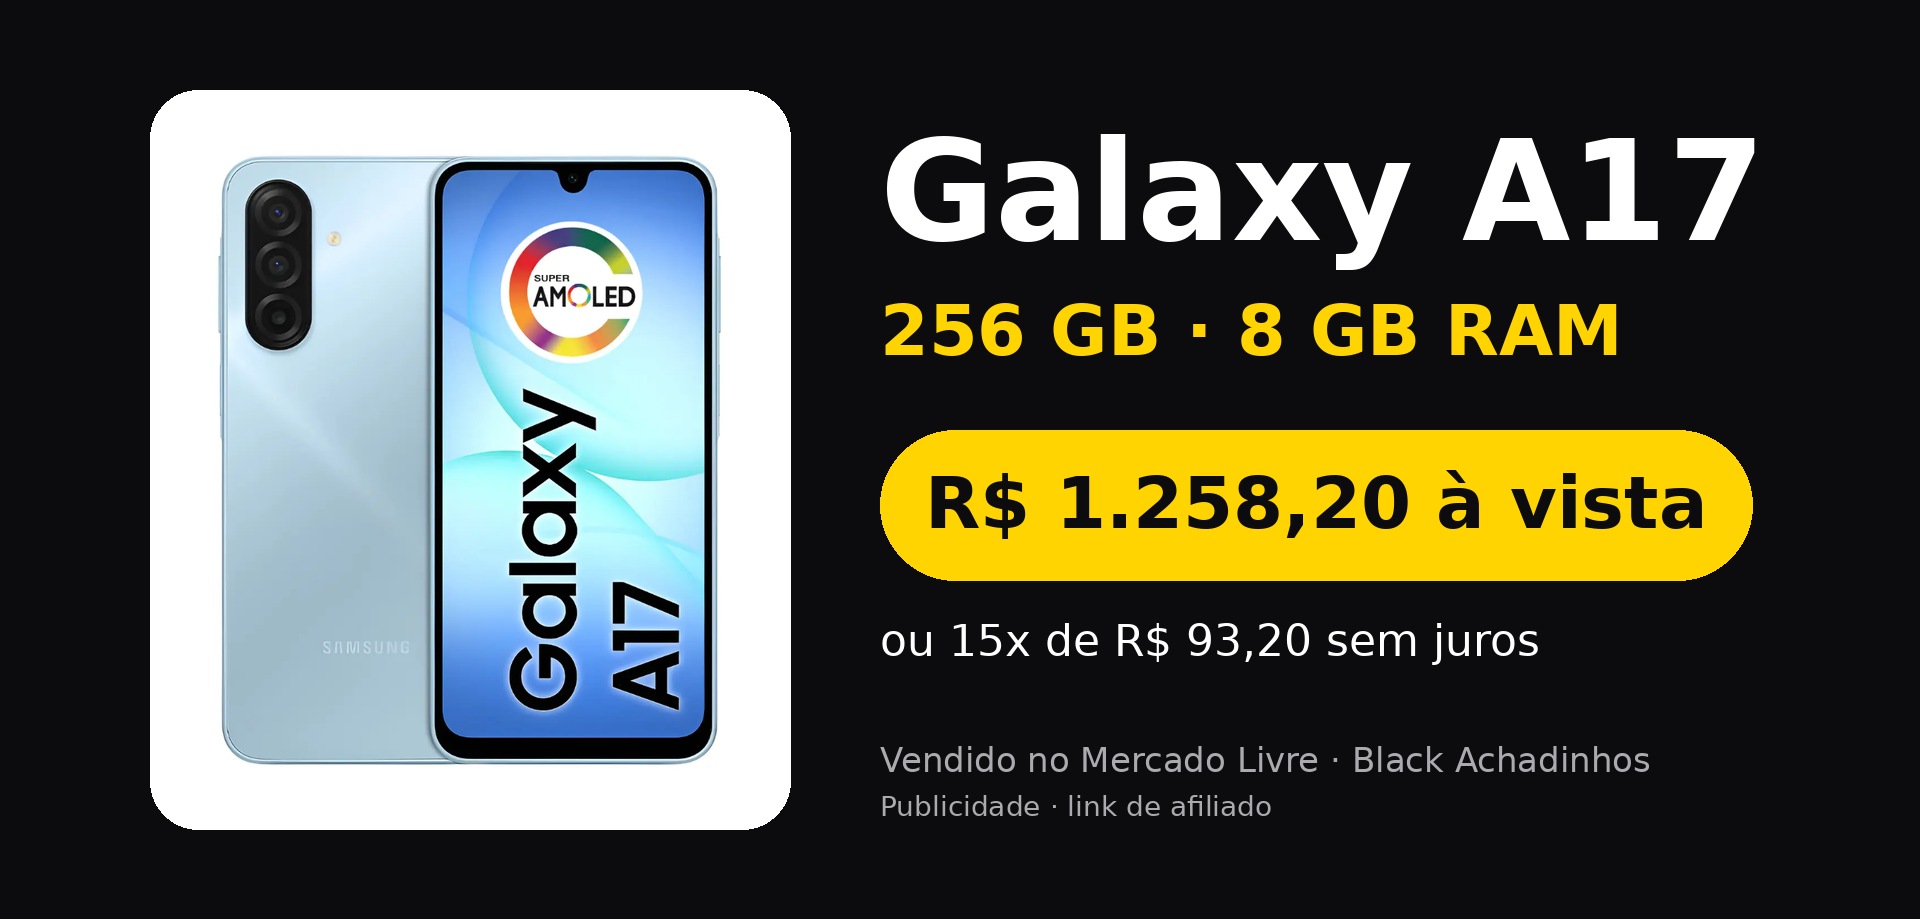 SUPER
AMOLED
Galaxy
A17
SAMSUNG
Galaxy A17
256 GB · 8 GB RAM
R$ 1.258,20 à vista
ou 15x de R$ 93,20 sem juros
Vendido no Mercado Livre · Black Achadinhos
Publicidade · link de afiliado